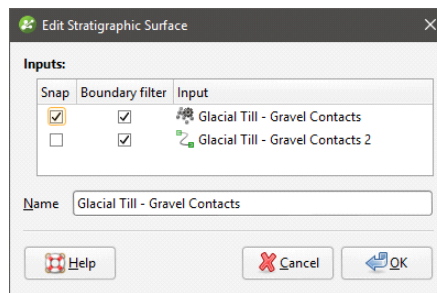 Edit Stratigraphic Surface
Inputs:
Snap Boundary filter Input
Glacial Till - Gravel Contacts
Glacial Till - Gravel Contacts 2
Name Glacial Till - Gravel Contacts
Help Cancel OK